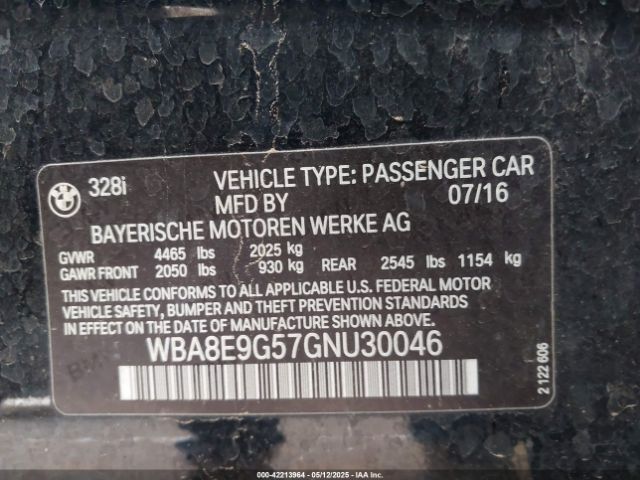 BMW
328i VEHICLE TYPE: PASSENGER CAR
MFD BY 07/16
BAYERISCHE MOTOREN WERKE AG
GVWR 4465 lbs 2025 kg
GAWR FRONT 2050 lbs 930 kg REAR 2545 lbs 1154 kg
THIS VEHICLE CONFORMS TO ALL APPLICABLE U.S. FEDERAL MOTOR
VEHICLE SAFETY, BUMPER AND THEFT PREVENTION STANDARDS
IN EFFECT ON THE DATE OF MANUFACTURE SHOWN ABOVE.
WBA8E9G57GNU30046
2 122 606
000-42213964 - 05/12/2025 - IAAI, Inc. Copyright